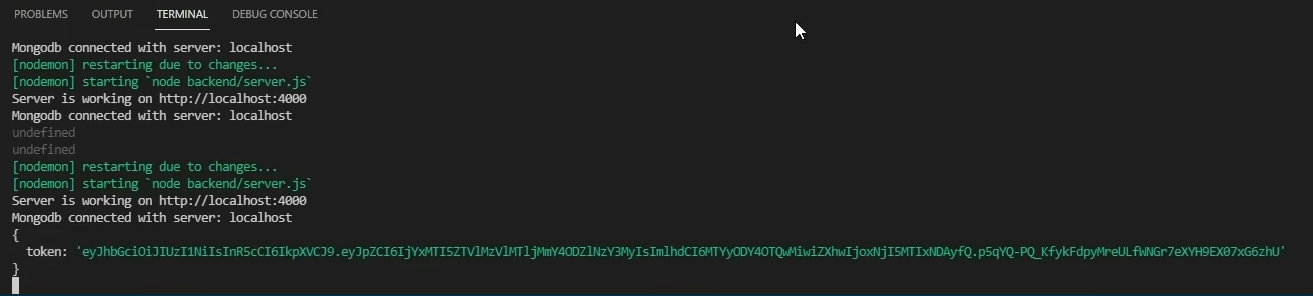 PROBLEMS OUTPUT TERMINAL DEBUG CONSOLE
Mongodb connected with server: localhost
[nodemon] restarting due to changes...
[nodemon] starting `node backend/server.js`
Server is working on http://localhost:4000
Mongodb connected with server: localhost
undefined
undefined
[nodemon] restarting due to changes...
[nodemon] starting `node backend/server.js`
Server is working on http://localhost:4000
Mongodb connected with server: localhost
{
token: 'eyJhbGciOiJIUzI1NiIsInR5cCI6IkpXVCJ9.eyJpZCI6IjYxMTI5ZTVlMzVlMTljMmY4ODZlNzY3MyIsImlhdCI6MTYyODY4OTQwMiwiZXhwIjoxNjI5MTIxNDAyfQ.p5qYQ-PQ_KfykFdpyMreULfWNGr7eXYH9EX07xG6zhU'
}